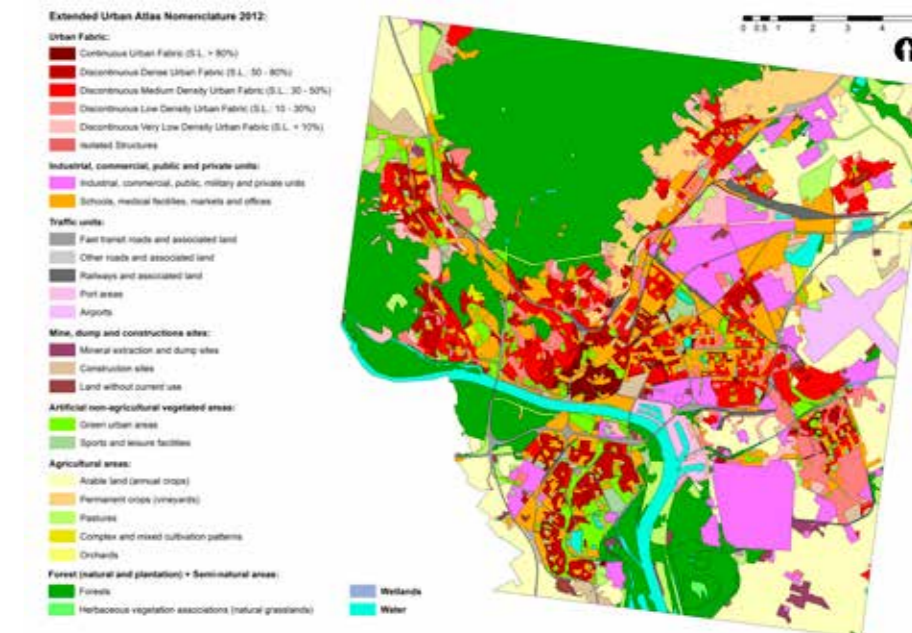 Extended Urban Atlas Nomenclature 2012:
Urban Fabric:
Continuous Urban Fabric (S.L. > 80%)
Discontinuous Dense Urban Fabric (S.L.: 50 - 80%)
Discontinuous Medium Density Urban Fabric (S.L.: 30 - 50%)
Discontinuous Low Density Urban Fabric (S.L.: 10 - 30%)
Discontinuous Very Low Density Urban Fabric (S.L. < 10%)
Isolated Structures
Industrial, commercial, public and private units:
Industrial, commercial, public, military and private units
Schools, medical facilities, markets and offices
Traffic units:
Fast transit roads and associated land
Other roads and associated land
Railways and associated land
Port areas
Airports
Mine, dump and constructions sites:
Mineral extraction and dump sites
Construction sites
Land without current use
Artificial non-agricultural vegetated areas:
Green urban areas
Sports and leisure facilities
Agricultural areas:
Arable land (annual crops)
Permanent crops (vineyards)
Pastures
Complex and mixed cultivation patterns
Orchards
Forest (natural and plantation) + Semi-natural areas:
Forests
Herbaceous vegetation associations (natural grasslands)
Wetlands
Water
0 0.5 1 2 3 4